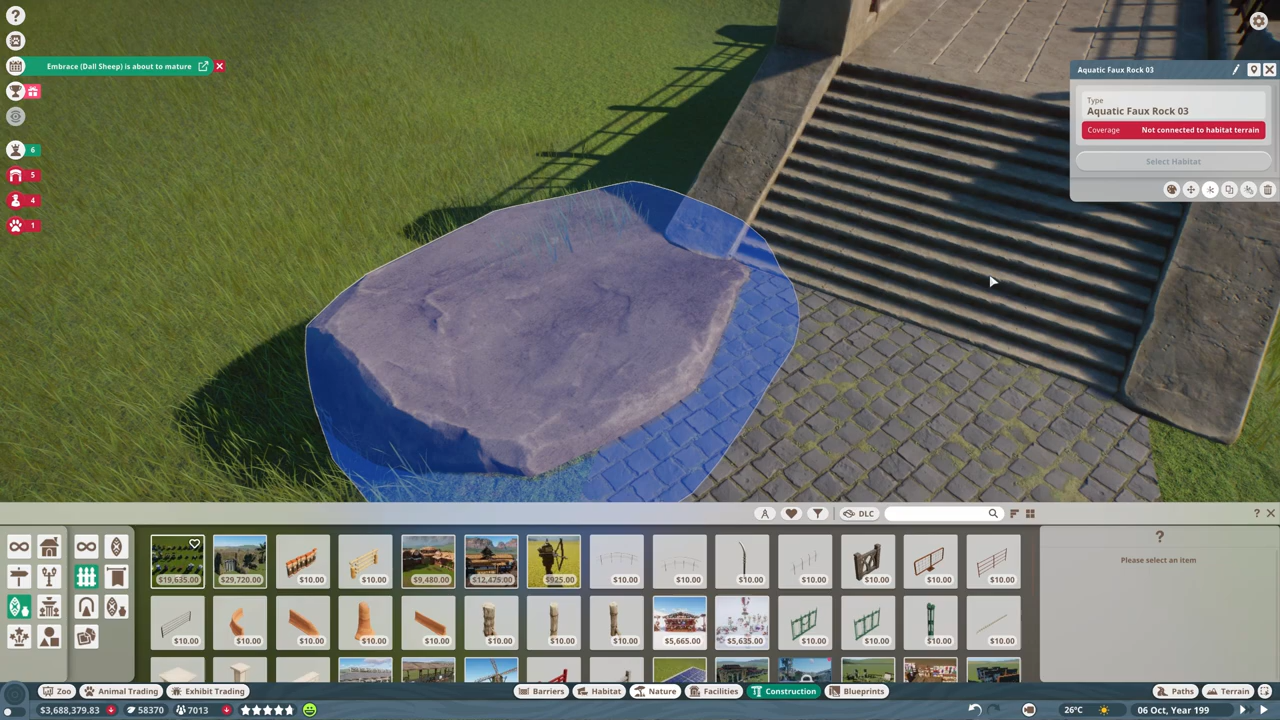 Embrace (Dall Sheep) is about to mature
6
5
4
1
Aquatic Faux Rock 03
Type
Aquatic Faux Rock 03
Coverage Not connected to habitat terrain
Select Habitat
DLC
?
Please select an item
$19,635.00 $29,720.00 $10.00 $10.00 $9,480.00 $12,475.00 $925.00 $10.00 $10.00 $10.00 $10.00 $10.00 $10.00 $10.00
$10.00 $10.00 $10.00 $10.00 $10.00 $10.00 $10.00 $10.00 $5,665.00 $5,635.00 $10.00 $10.00 $10.00 $10.00
Zoo Animal Trading Exhibit Trading Barriers Habitat Nature Facilities Construction Blueprints Paths Terrain
$3,688,379.83 58370 7013 26°C 06 Oct, Year 199